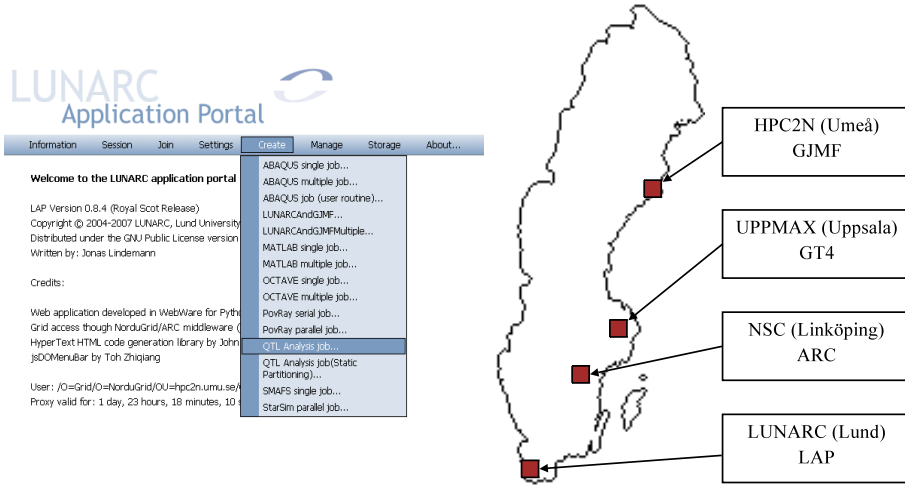 LUNARC
Application Portal
Information Session Join Settings Create Manage Storage About...
Welcome to the LUNARC application portal
LAP Version 0.8.4 (Royal Scot Release)
Copyright © 2004-2007 LUNARC, Lund University
Distributed under the GNU Public License version
Written by: Jonas Lindemann
Credits:
Web application developed in WebWare for
Grid access though NorduGrid/ARC middleware (
HyperText HTML code generation library by John
jsDOMenuBar by Toh Zhiqiang
User: /O=Grid/O=NorduGrid/OU=hpc2n.umu.se/
Proxy valid for: 1 day, 23 hours, 18 minutes, 10
ABAQUS single job...
ABAQUS multiple job...
ABAQUS job (user routine)...
LUNARCAndGJMF...
LUNARCAndGJMFMultiple...
MATLAB single job...
MATLAB multiple job...
OCTAVE single job...
OCTAVE multiple job...
PovRay serial job...
PovRay parallel job...
QTL Analysis job...
QTL Analysis job(Static
Partitioning)...
SMAFS single job...
StarSim parallel job...
HPC2N (Umeå)
GJMF
UPPMAX (Uppsala)
GT4
NSC (Linköping)
ARC
LUNARC (Lund)
LAP